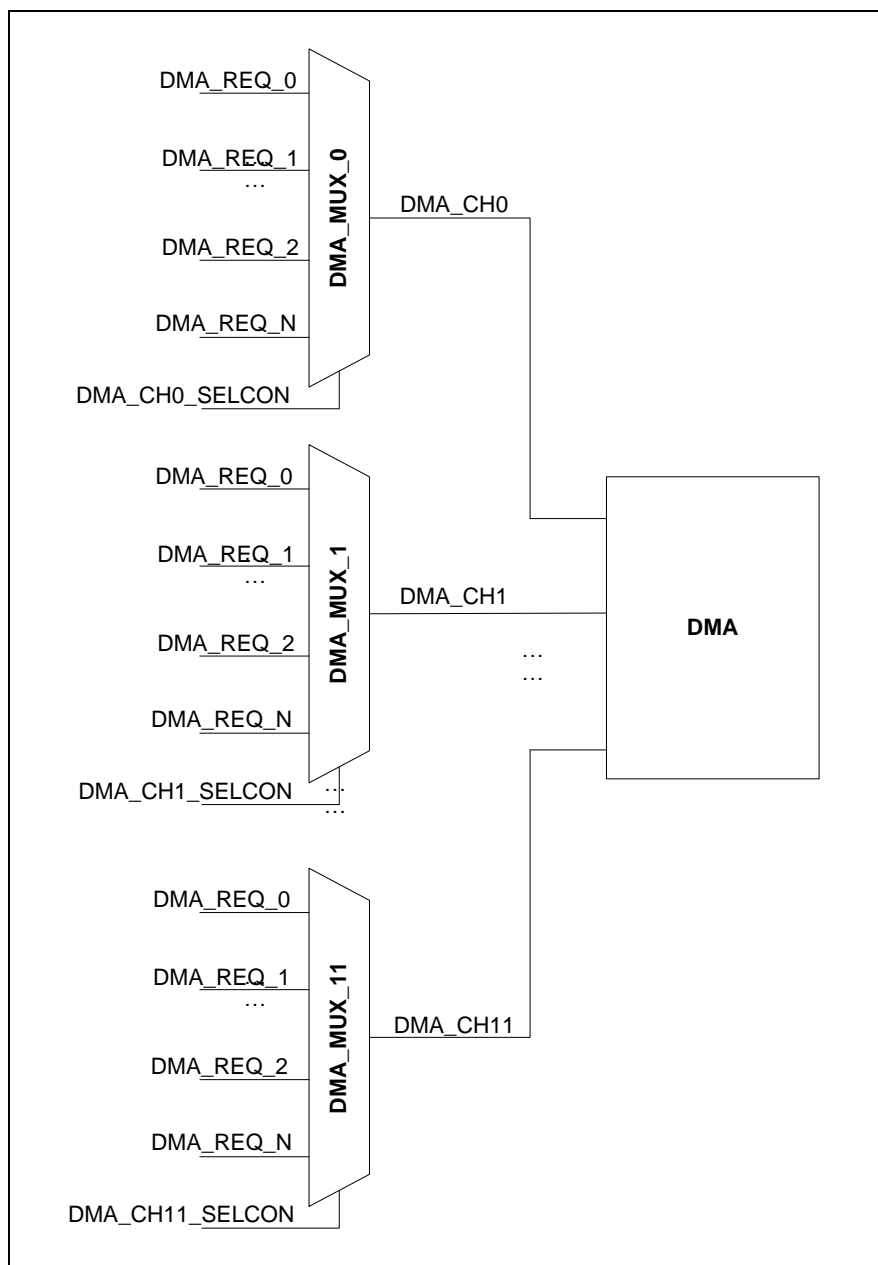 DMA_REQ_0
DMA_REQ_1
...
...
DMA_REQ_2
DMA_REQ_N
DMA_CH0_SELCON
DMA_MUX_0
DMA_CH0
DMA_REQ_0
DMA_REQ_1
...
...
DMA_REQ_2
DMA_REQ_N
DMA_CH1_SELCON
...
...
DMA_MUX_1
DMA_CH1
...
...
DMA
DMA_REQ_0
DMA_REQ_1
...
...
DMA_REQ_2
DMA_REQ_N
DMA_CH11_SELCON
DMA_MUX_11
DMA_CH11